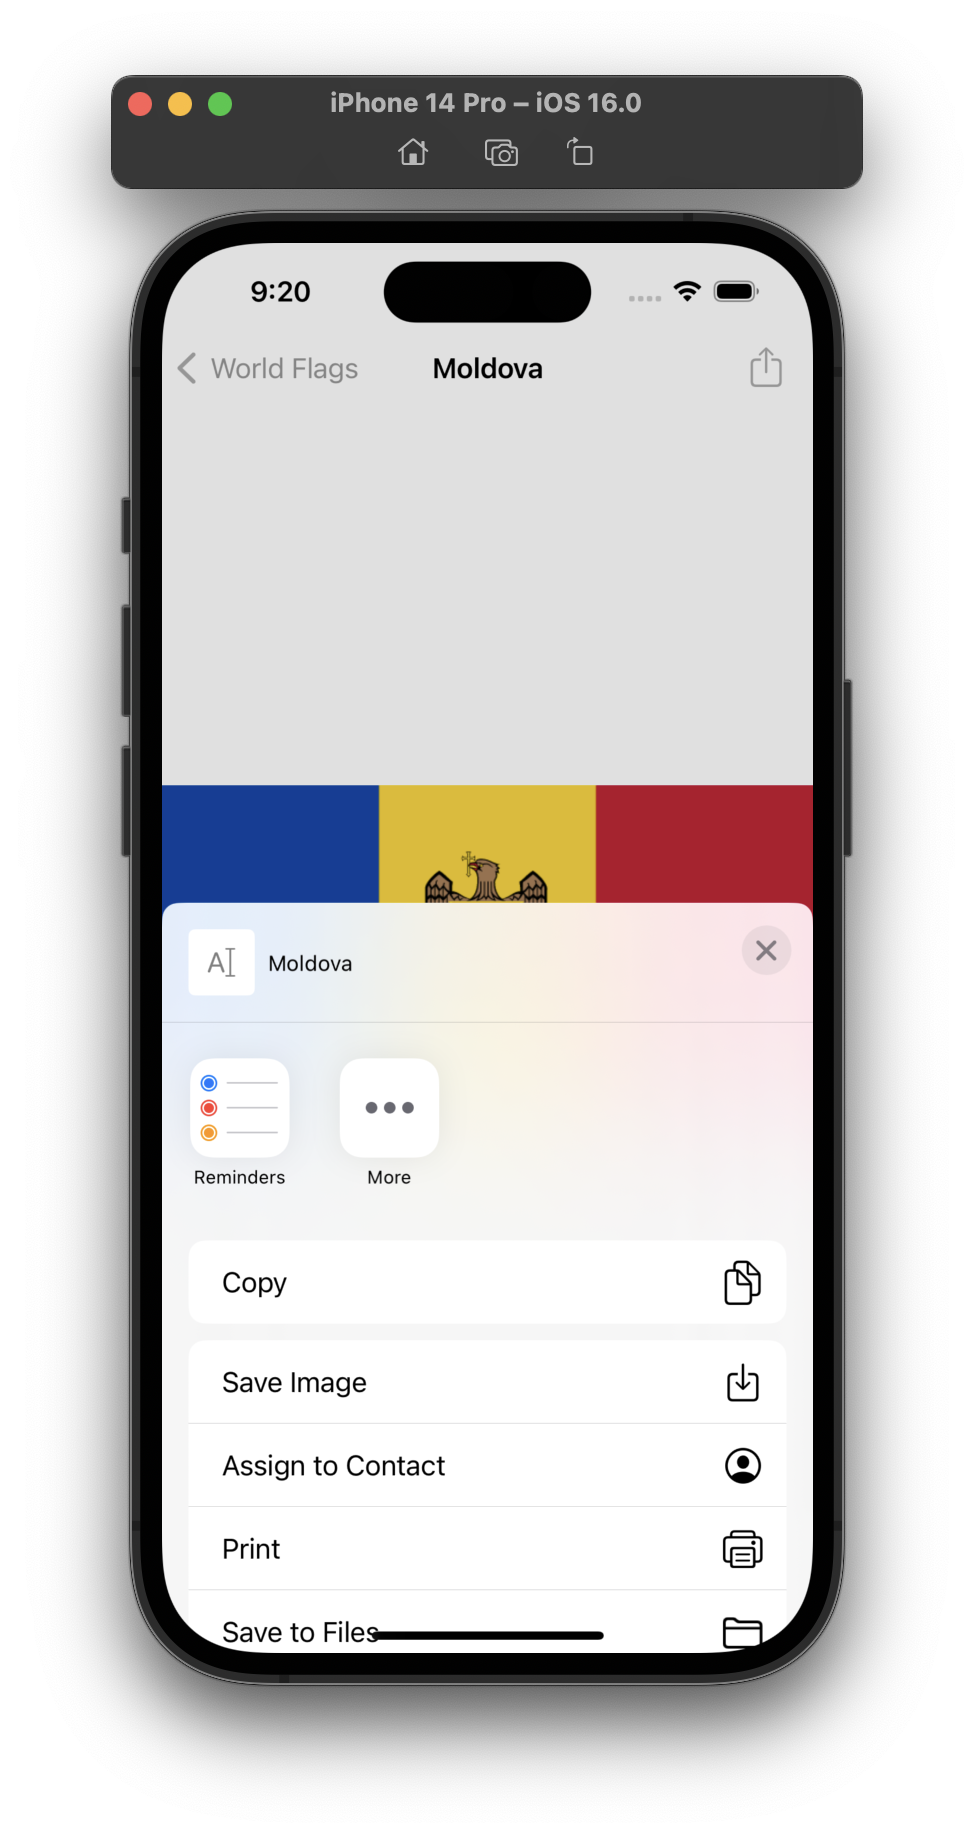 iPhone 14 Pro – iOS 16.0
9:20
World Flags
Moldova
A
Moldova
Reminders
More
Copy
Save Image
Assign to Contact
Print
Save to Files